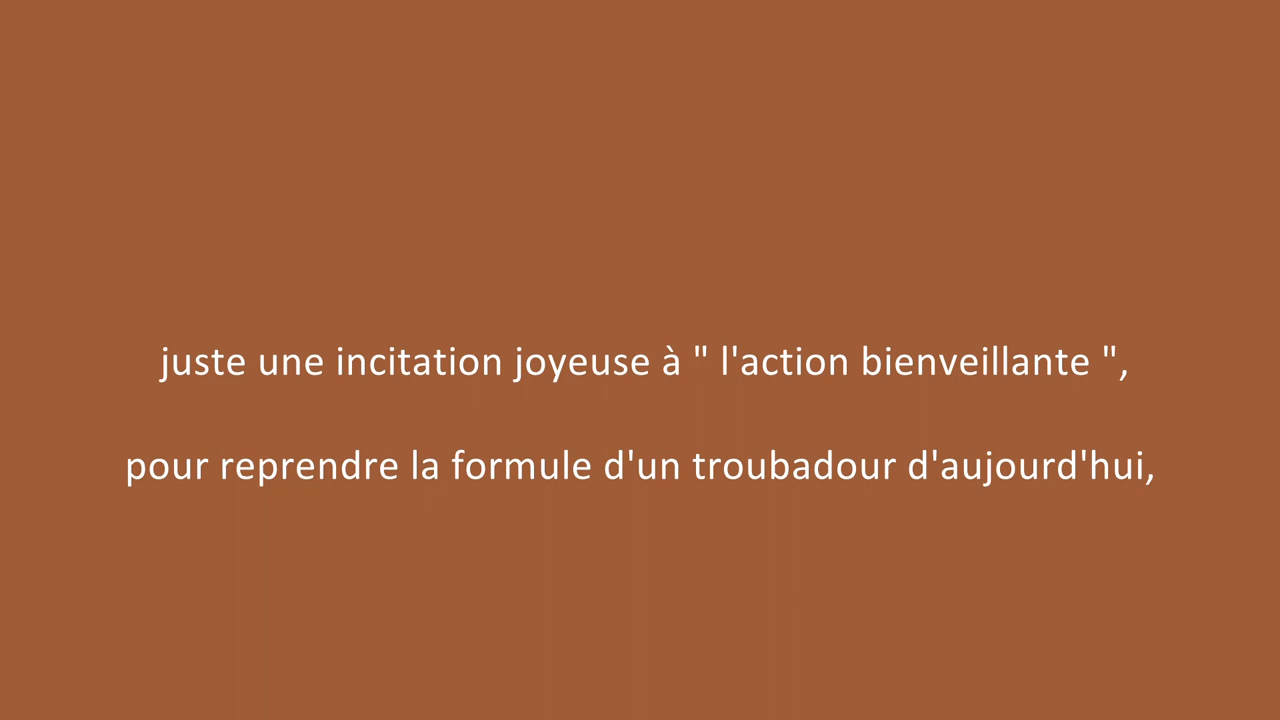 juste une incitation joyeuse à " l'action bienveillante ",
pour reprendre la formule d'un troubadour d'aujourd'hui,